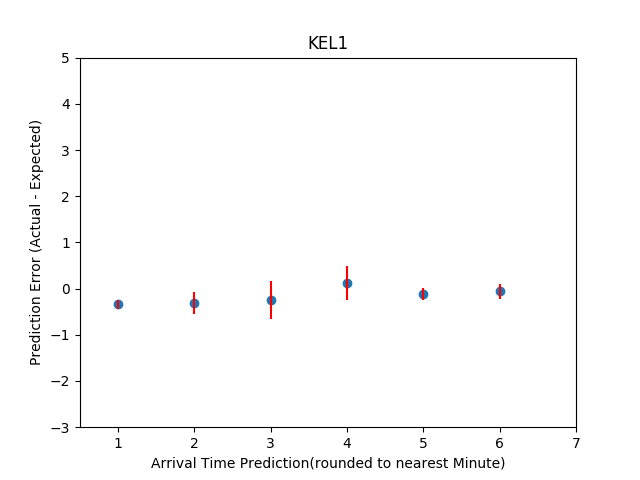 KEL1
Prediction Error (Actual - Expected)
5
4
3
2
1
0
−1
−2
−3
1 2 3 4 5 6 7
Arrival Time Prediction(rounded to nearest Minute)